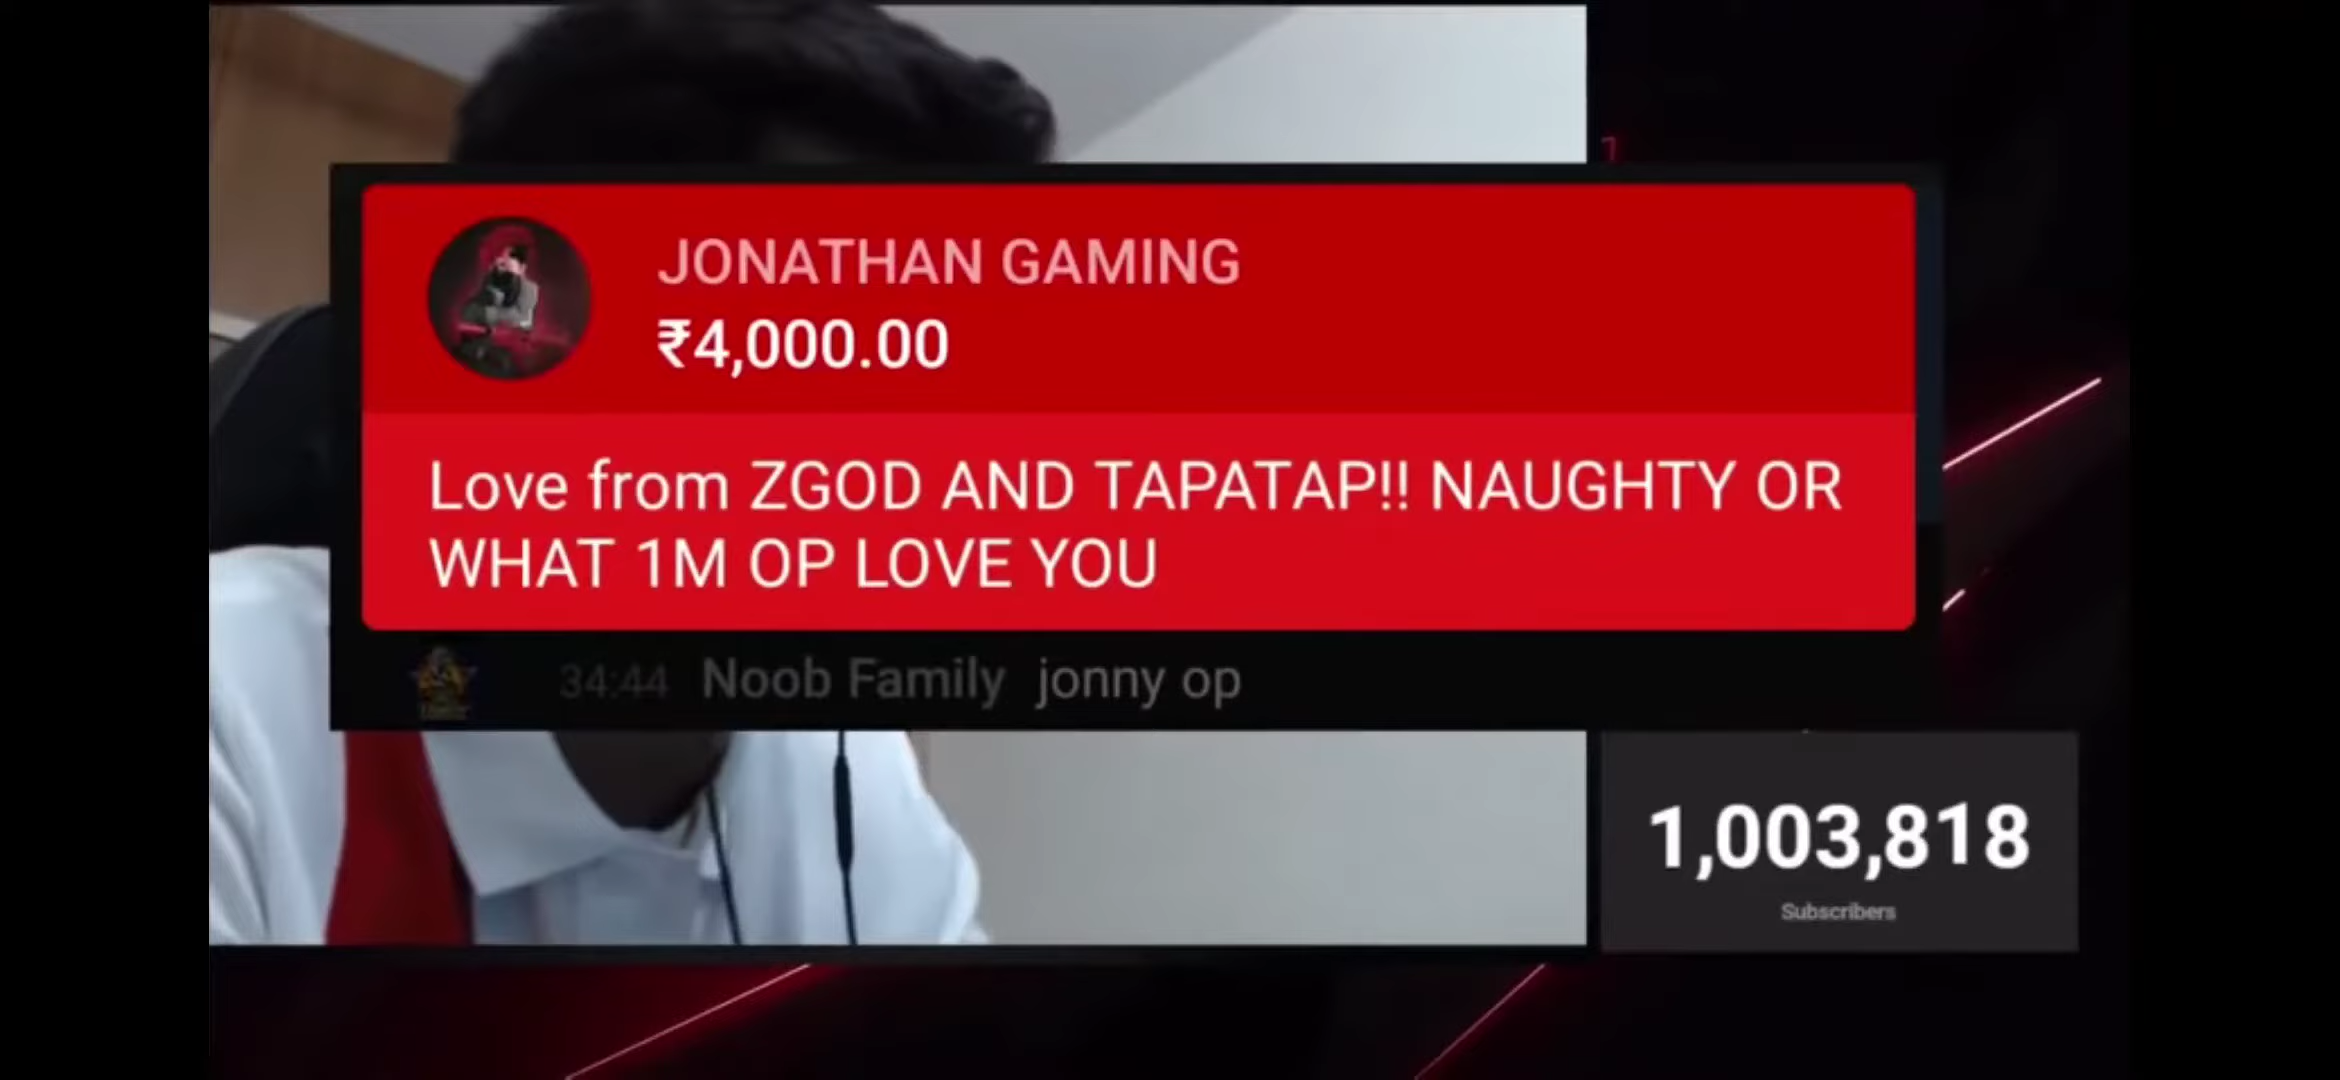 JONATHAN GAMING
₹4,000.00
Love from ZGOD AND TAPATAP!! NAUGHTY OR
WHAT 1M OP LOVE YOU
34:44 Noob Family jonny op
1,003,818
Subscribers